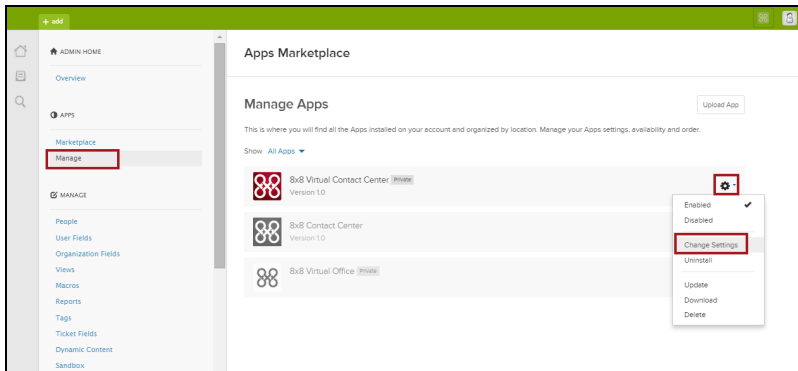 + add
ADMIN HOME
Overview
APPS
Marketplace
Manage
MANAGE
People
User Fields
Organization Fields
Views
Macros
Reports
Tags
Ticket Fields
Dynamic Content
Sandbox
Apps Marketplace
Manage Apps
Upload App
This is where you will find all the Apps installed on your account and organized by location. Manage your Apps settings, availability and order.
Show All Apps
8x8 Virtual Contact Center Private
Version 1.0
8x8 Contact Center
Version 1.0
8x8 Virtual Office Private
Enabled
Disabled
Change Settings
Uninstall
Update
Download
Delete